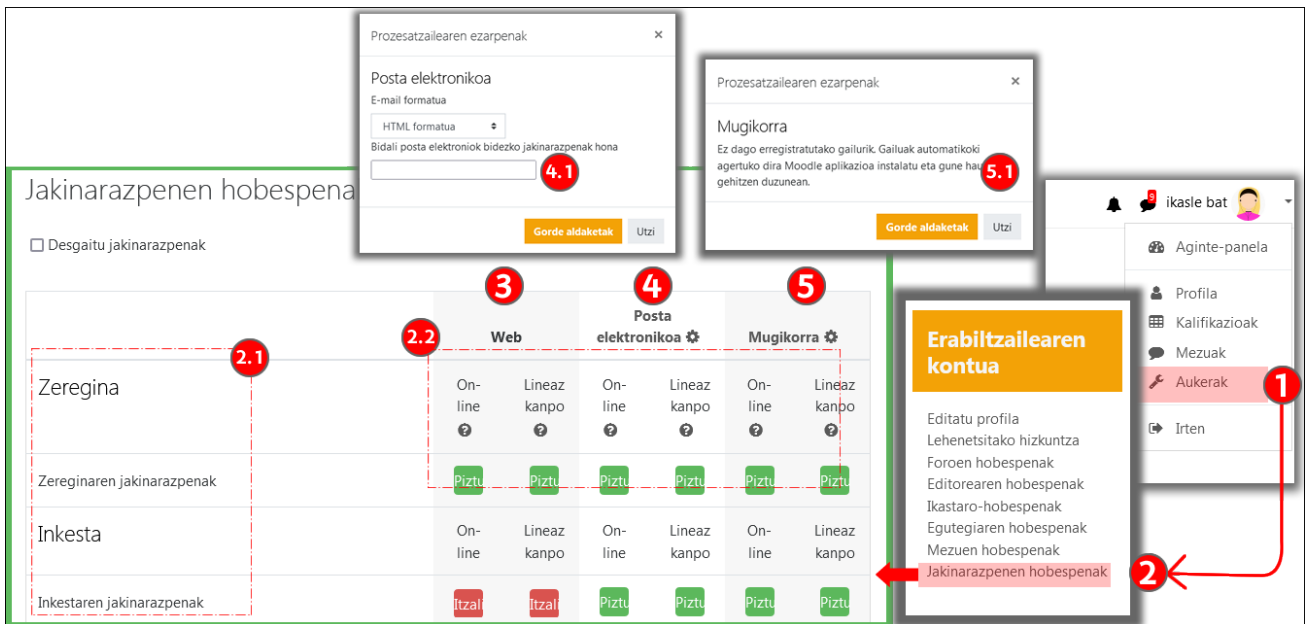 Prozesatzailearen ezarpenak ×
Posta elektronikoa
E-mail formatua
HTML formatua
Bidali posta elektroniok bidezko jakinarazpenak hona
4.1
Gorde aldaketak Utzi
Prozesatzailearen ezarpenak ×
Mugikorra
Ez dago erregistratutako gailurik. Gailuak automatikoki
agertuko dira Moodle aplikazioa instalatu eta gune
gehitzen duzunean.
5.1
Gorde aldaketak Utzi
Jakinarazpenen
Desgaitu jakinarazpenak
3 4 5
2.2
Web
Posta
elektronikoa
Mugikorra
2.1
Zeregina
On-
line
Lineaz
kanpo
On-
line
Lineaz
kanpo
On-
line
Lineaz
kanpo
Zereginaren jakinarazpenak
Piztu Piztu Piztu Piztu Piztu Piztu
Inkesta
On-
line
Lineaz
kanpo
On-
line
Lineaz
kanpo
On-
line
Lineaz
kanpo
Inkestaren jakinarazpenak
Itzali Itzali Piztu Piztu Piztu Piztu
9
ikasle bat
Aginte-panela
Profila
Kalifikazioak
Mezuak
Aukerak
1
Irten
Erabiltzailearen
kontua
Editatu profila
Lehenetsitako hizkuntza
Foroen hobespenak
Editorearen hobespenak
Ikastaro-hobespenak
Egutegiaren hobespenak
Mezuen hobespenak
Jakinarazpenen hobespenak
2